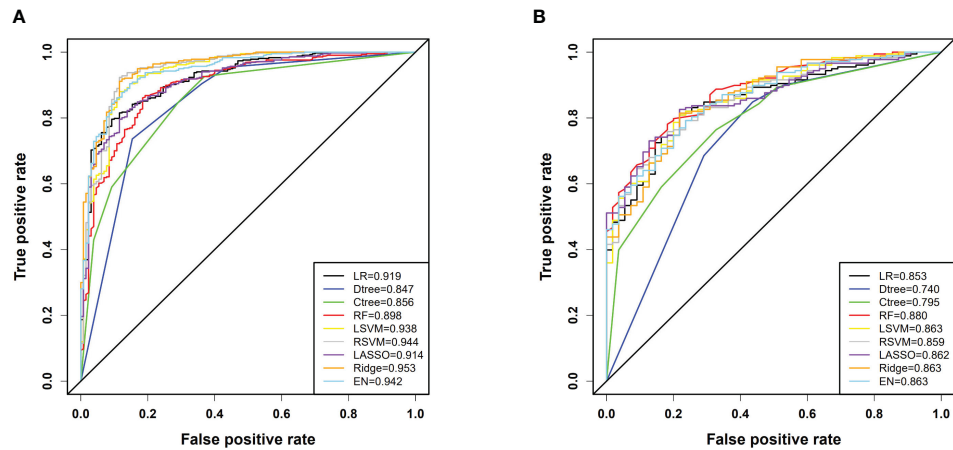 A
True positive rate
1.0
0.8
0.6
0.4
0.2
0.0
LR=0.919
Dtree=0.847
Ctree=0.856
RF=0.898
LSVM=0.938
RSVM=0.944
LASSO=0.914
Ridge=0.953
EN=0.942
0.0 0.2 0.4 0.6 0.8 1.0
False positive rate
B
True positive rate
1.0
0.8
0.6
0.4
0.2
0.0
LR=0.853
Dtree=0.740
Ctree=0.795
RF=0.880
LSVM=0.863
RSVM=0.859
LASSO=0.862
Ridge=0.863
EN=0.863
0.0 0.2 0.4 0.6 0.8 1.0
False positive rate